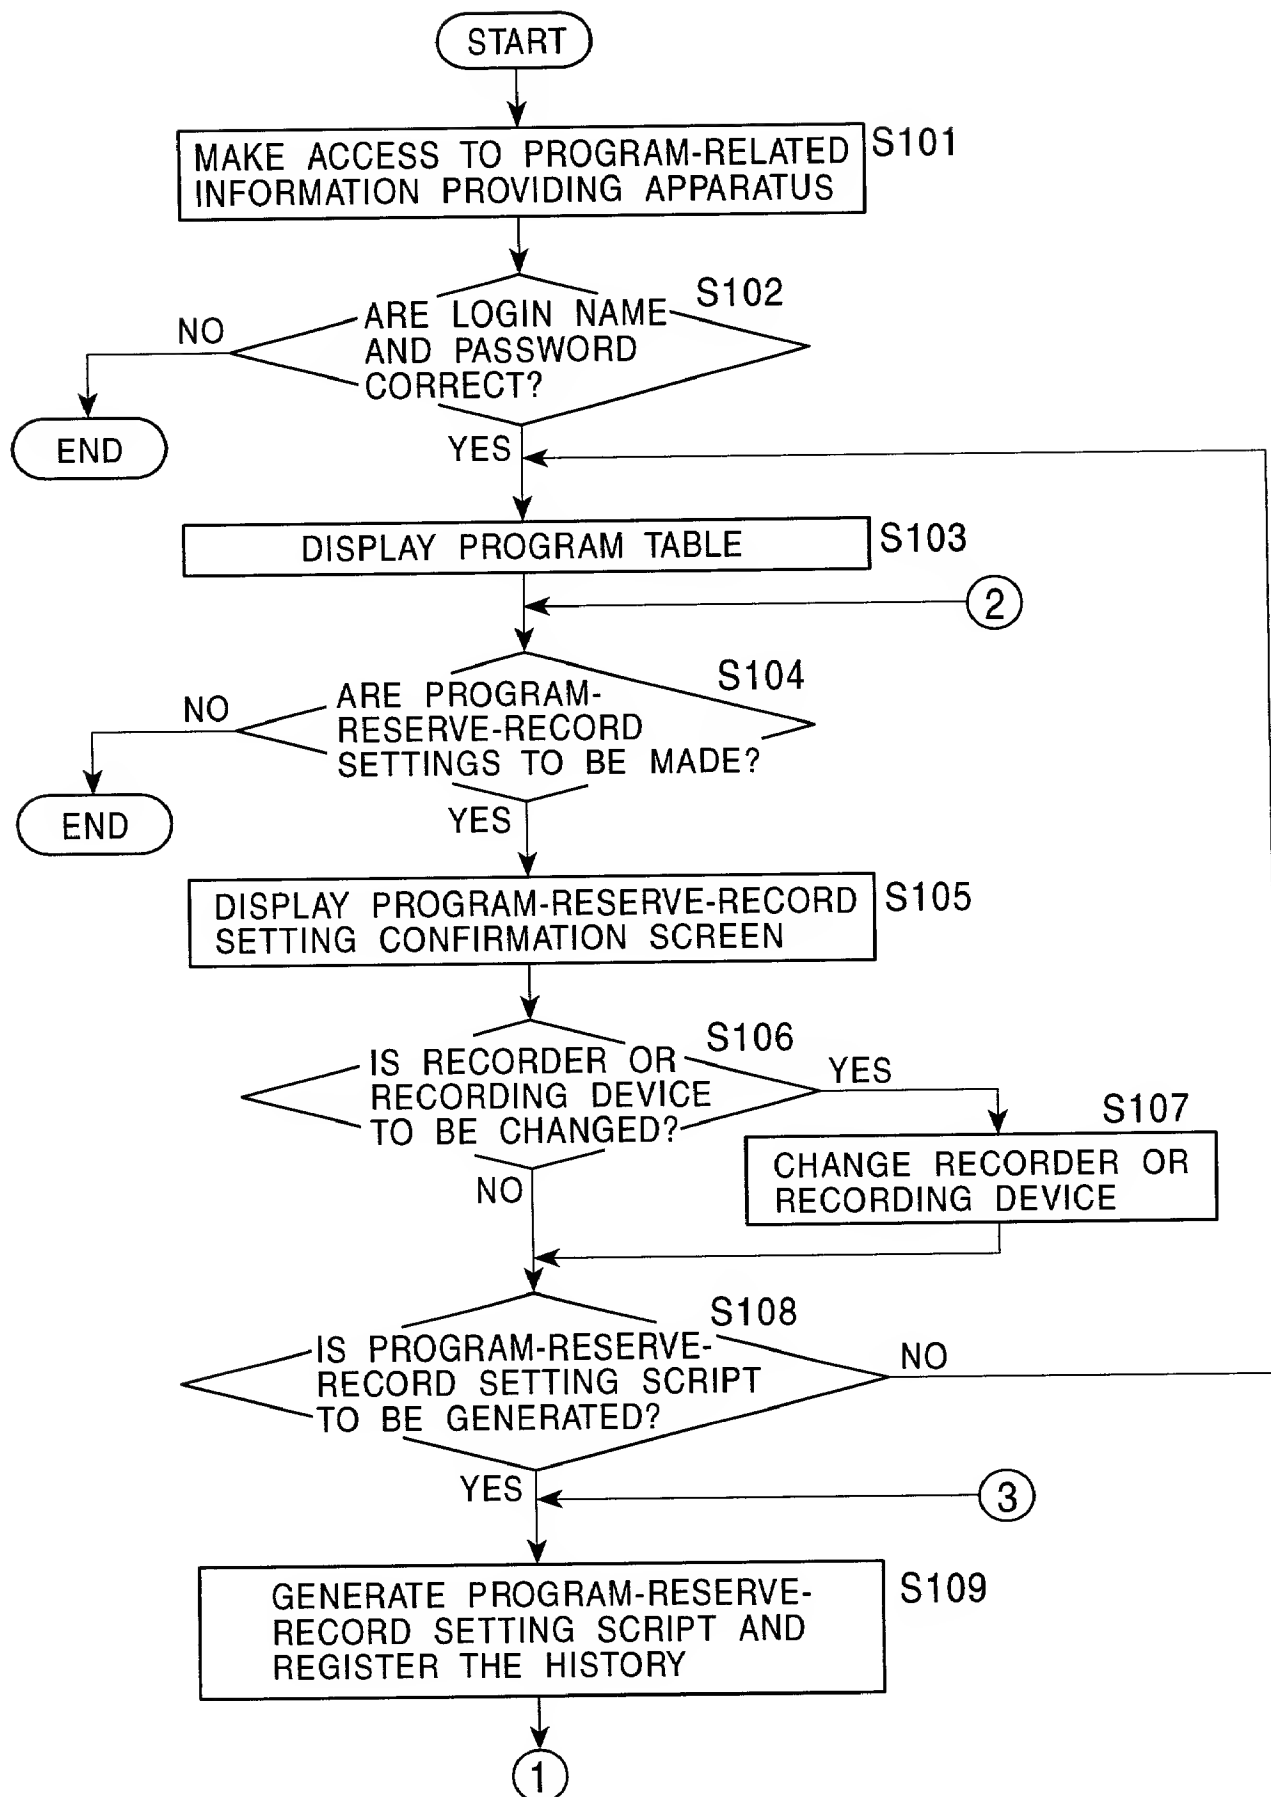 START
MAKE ACCESS TO PROGRAM-RELATED
INFORMATION PROVIDING APPARATUS
S101
S102
ARE LOGIN NAME
AND PASSWORD
CORRECT?
NO
END
YES
DISPLAY PROGRAM TABLE
S103
2
S104
ARE PROGRAM-
RESERVE-RECORD
SETTINGS TO BE MADE?
NO
END
YES
DISPLAY PROGRAM-RESERVE-RECORD
SETTING CONFIRMATION SCREEN
S105
S106
IS RECORDER OR
RECORDING DEVICE
TO BE CHANGED?
YES
S107
CHANGE RECORDER OR
RECORDING DEVICE
NO
S108
IS PROGRAM-RESERVE-
RECORD SETTING SCRIPT
TO BE GENERATED?
NO
YES
3
GENERATE PROGRAM-RESERVE-
RECORD SETTING SCRIPT AND
REGISTER THE HISTORY
S109
1